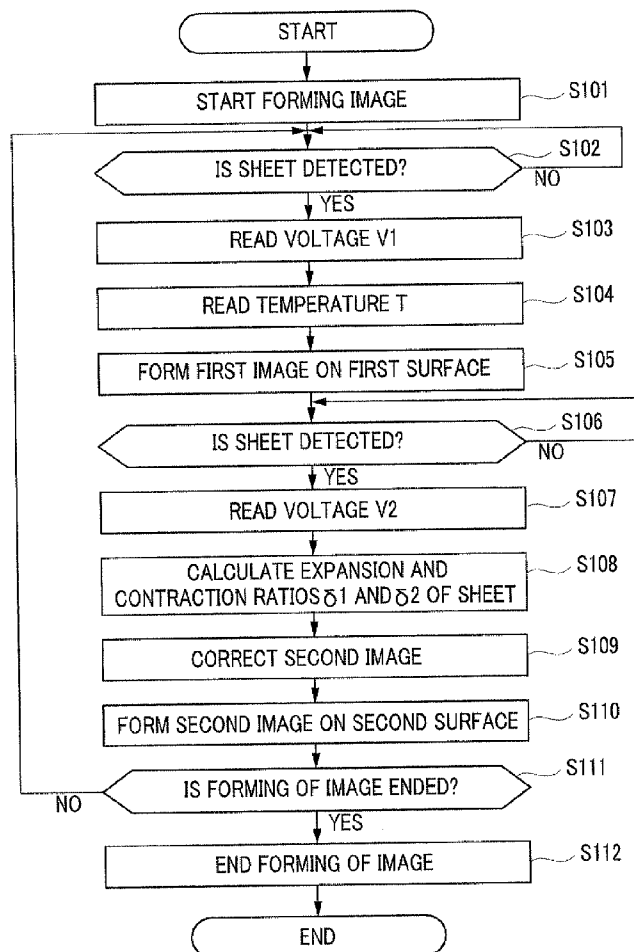 START
START FORMING IMAGE
S101
IS SHEET DETECTED?
S102
NO
YES
READ VOLTAGE V1
S103
READ TEMPERATURE T
S104
FORM FIRST IMAGE ON FIRST SURFACE
S105
IS SHEET DETECTED?
S106
NO
YES
READ VOLTAGE V2
S107
CALCULATE EXPANSION AND
CONTRACTION RATIOS δ1 AND δ2 OF SHEET
S108
CORRECT SECOND IMAGE
S109
FORM SECOND IMAGE ON SECOND SURFACE
S110
IS FORMING OF IMAGE ENDED?
S111
NO
YES
END FORMING OF IMAGE
S112
END